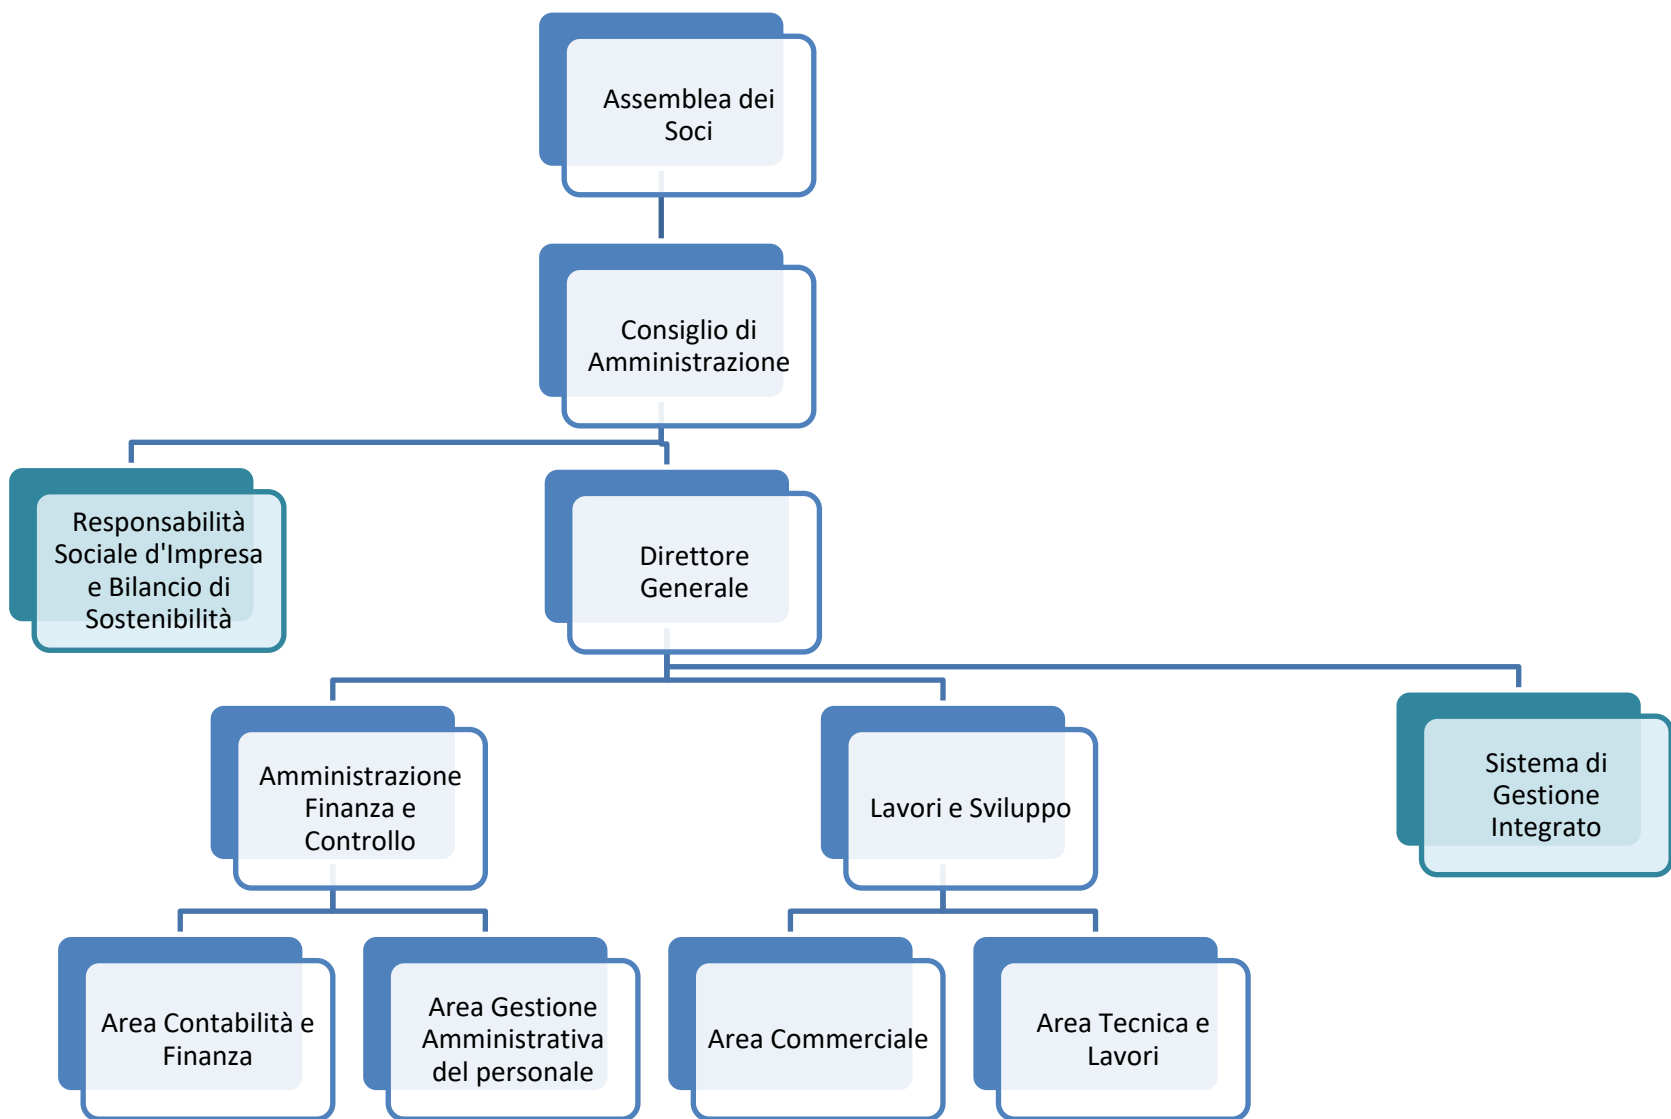 Assemblea dei
Soci
Consiglio di
Amministrazione
Responsabilità
Sociale d'Impresa
e Bilancio di
Sostenibilità
Direttore
Generale
Amministrazione
Finanza e
Controllo
Lavori e Sviluppo
Sistema di
Gestione
Integrato
Area Contabilità e
Finanza
Area Gestione
Amministrativa
del personale
Area Commerciale
Area Tecnica e
Lavori